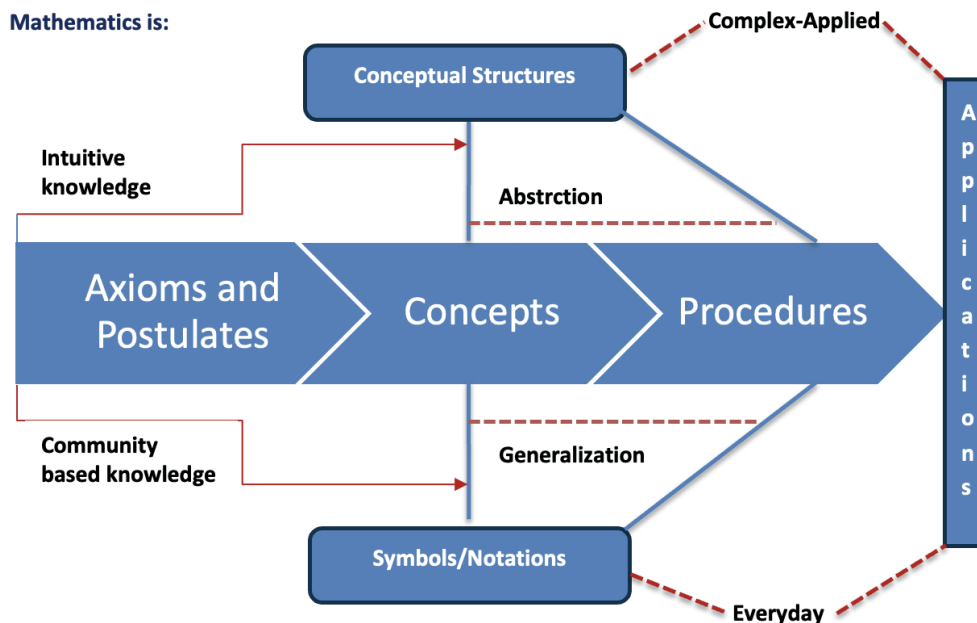 Mathematics is:
Complex-Applied
Conceptual Structures
Intuitive
knowledge
Abstrction
Axioms and
Postulates
Concepts
Procedures
Applications
Community
based knowledge
Generalization
Symbols/Notations
Everyday